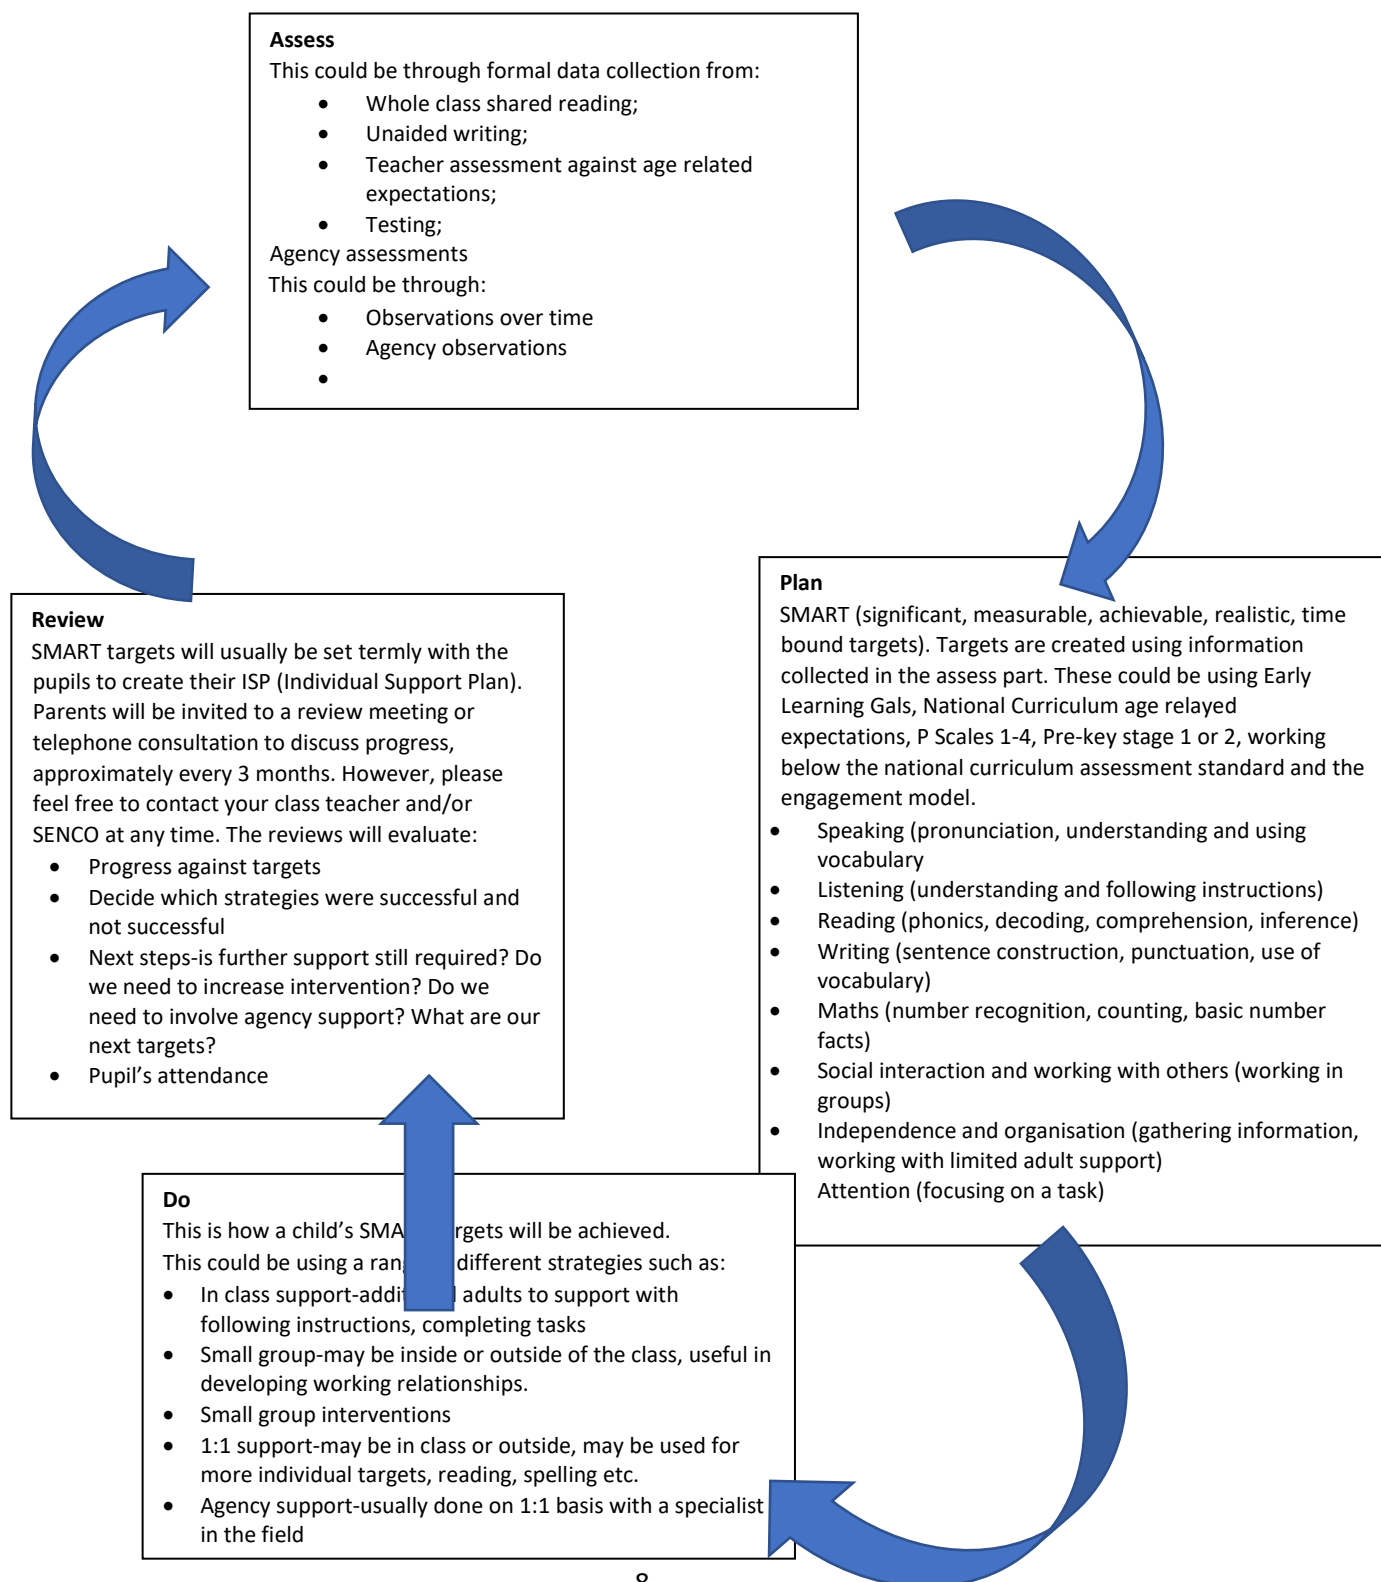 Assess
This could be through formal data collection from:
• Whole class shared reading;
• Unaided writing;
• Teacher assessment against age related
expectations;
• Testing;
Agency assessments
This could be through:
• Observations over time
• Agency observations
•
Plan
SMART (significant, measurable, achievable, realistic, time
bound targets). Targets are created using information
collected in the assess part. These could be using Early
Learning Gals, National Curriculum age relayed
expectations, P Scales 1-4, Pre-key stage 1 or 2, working
below the national curriculum assessment standard and the
engagement model.
• Speaking (pronunciation, understanding and using
vocabulary
• Listening (understanding and following instructions)
• Reading (phonics, decoding, comprehension, inference)
• Writing (sentence construction, punctuation, use of
vocabulary)
• Maths (number recognition, counting, basic number
facts)
• Social interaction and working with others (working in
groups)
• Independence and organisation (gathering information,
working with limited adult support)
Attention (focusing on a task)
Review
SMART targets will usually be set termly with the
pupils to create their ISP (Individual Support Plan).
Parents will be invited to a review meeting or
telephone consultation to discuss progress,
approximately every 3 months. However, please
feel free to contact your class teacher and/or
SENCO at any time. The reviews will evaluate:
• Progress against targets
• Decide which strategies were successful and
not successful
• Next steps-is further support still required? Do
we need to increase intervention? Do we
need to involve agency support? What are our
next targets?
• Pupil's attendance
Do
This is how a child's SMA rgets will be achieved.
This could be using a rang different strategies such as:
• In class support-addit l adults to support with
following instructions, completing tasks
• Small group-may be inside or outside of the class, useful in
developing working relationships.
• Small group interventions
• 1:1 support-may be in class or outside, may be used for
more individual targets, reading, spelling etc.
• Agency support-usually done on 1:1 basis with a specialist
in the field